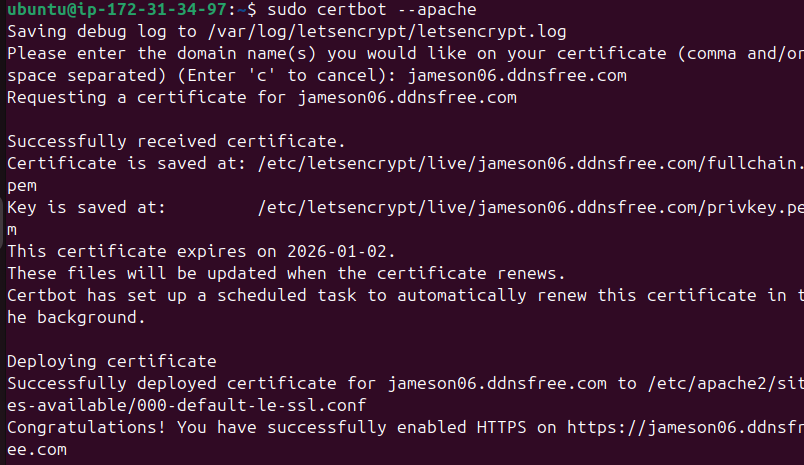 ubuntu@ip-172-31-34-97:~$ sudo certbot --apache
Saving debug log to /var/log/letsencrypt/letsencrypt.log
Please enter the domain name(s) you would like on your certificate (comma and/or
space separated) (Enter 'c' to cancel): jameson06.ddnsfree.com
Requesting a certificate for jameson06.ddnsfree.com

Successfully received certificate.
Certificate is saved at: /etc/letsencrypt/live/jameson06.ddnsfree.com/fullchain.
pem
Key is saved at:         /etc/letsencrypt/live/jameson06.ddnsfree.com/privkey.pe
m
This certificate expires on 2026-01-02.
These files will be updated when the certificate renews.
Certbot has set up a scheduled task to automatically renew this certificate in t
he background.

Deploying certificate
Successfully deployed certificate for jameson06.ddnsfree.com to /etc/apache2/sit
es-available/000-default-le-ssl.conf
Congratulations! You have successfully enabled HTTPS on https://jameson06.ddnsfr
ee.com